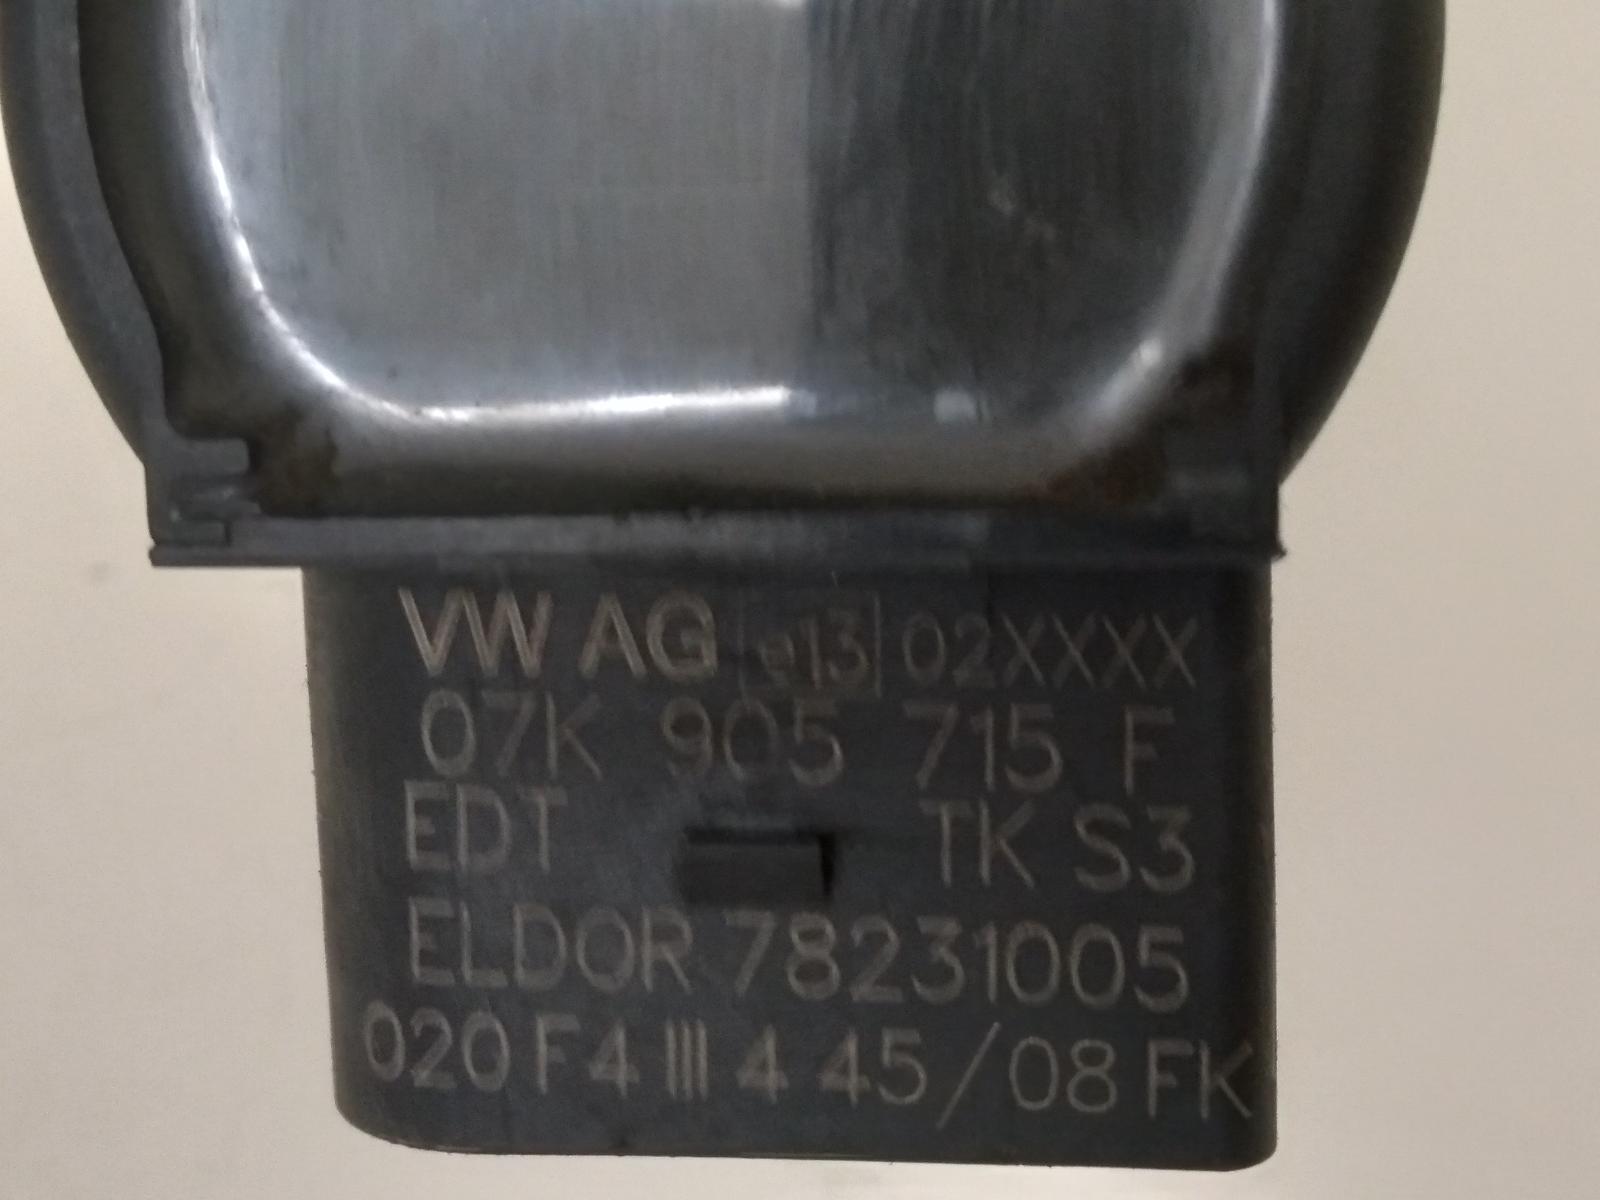 VW AG e13 02XXXX
07K 905 715 F
EDT TK S3
ELDOR 78231005
020 F4 III 4 45/08 FK